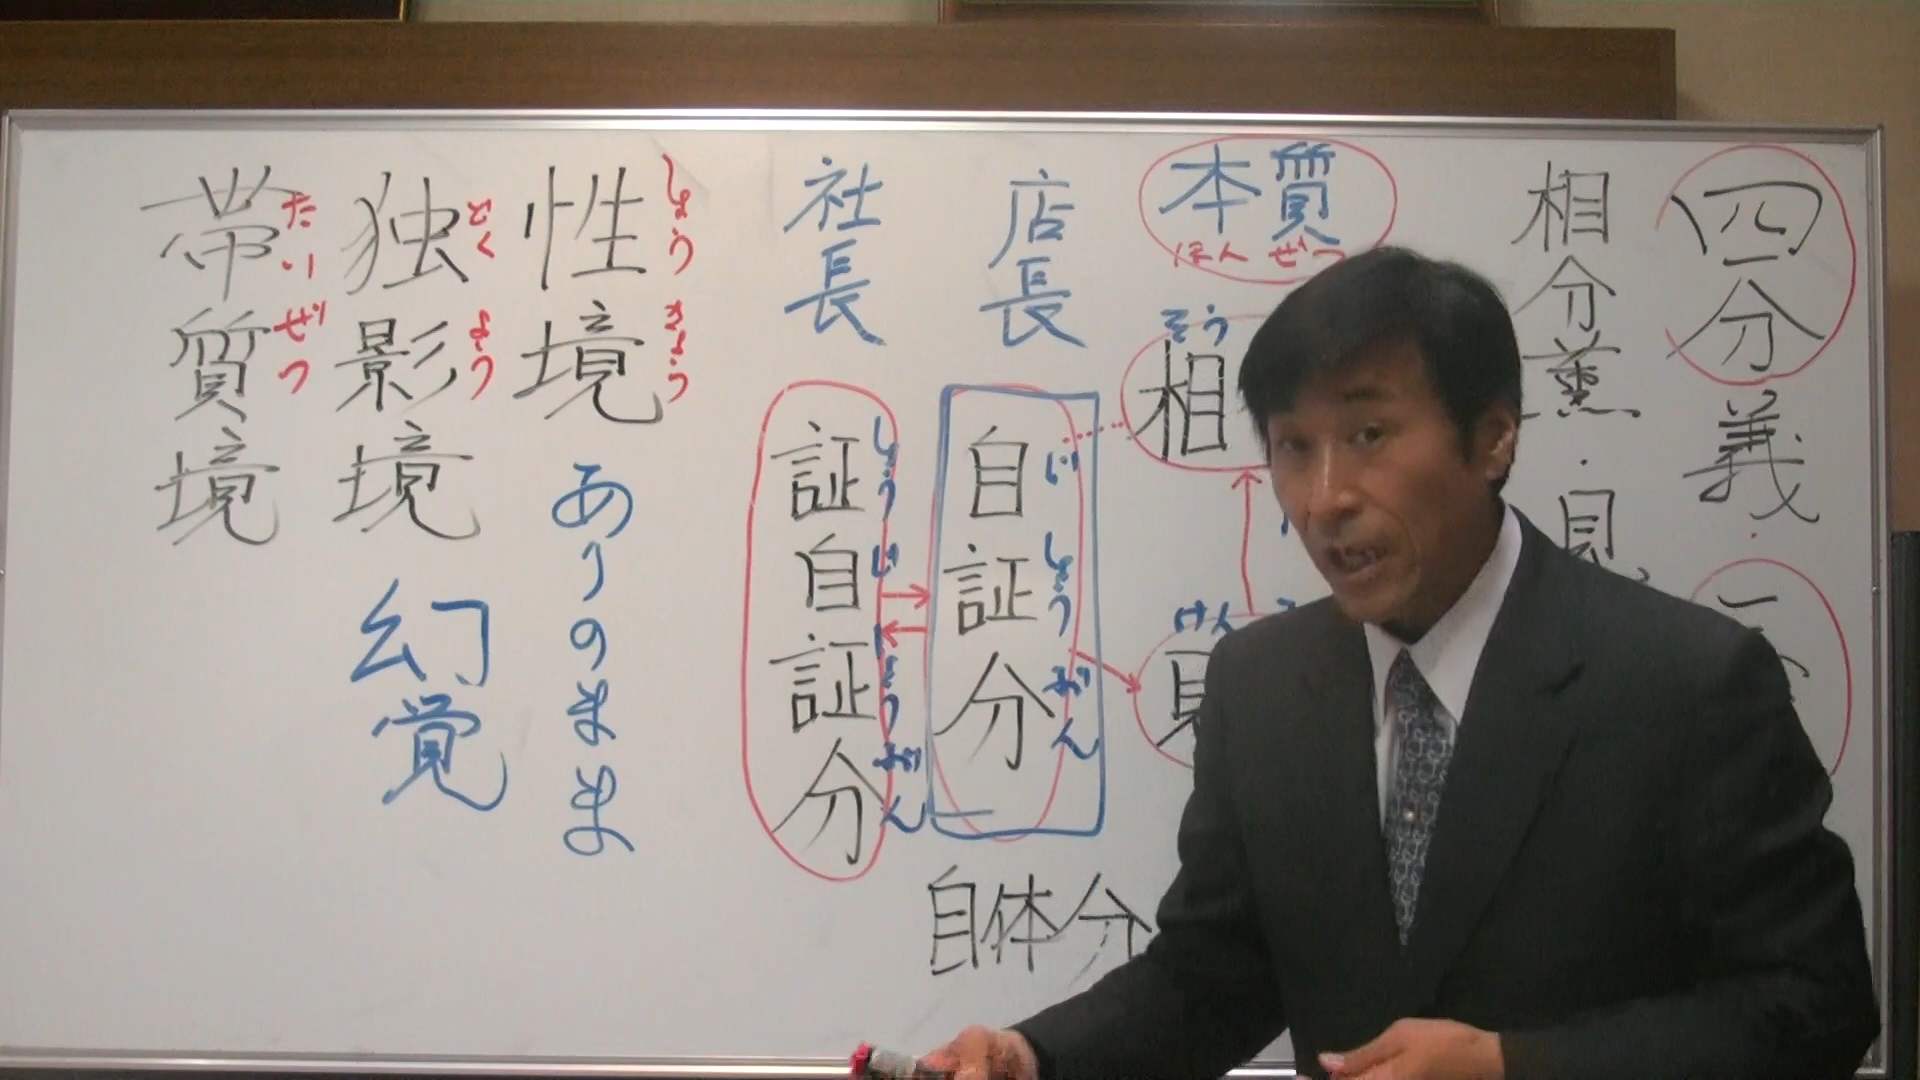 四分義
相分薫
本質
ほんぜつ
そう
相
けん
店長
自証分
じしょうぶん
自体分
社長
証自証分
しょうじしょうぶん
性境
しょうきょう
ありのまま
独影境
どくよう
幻覚
帯質境
たいぜつ